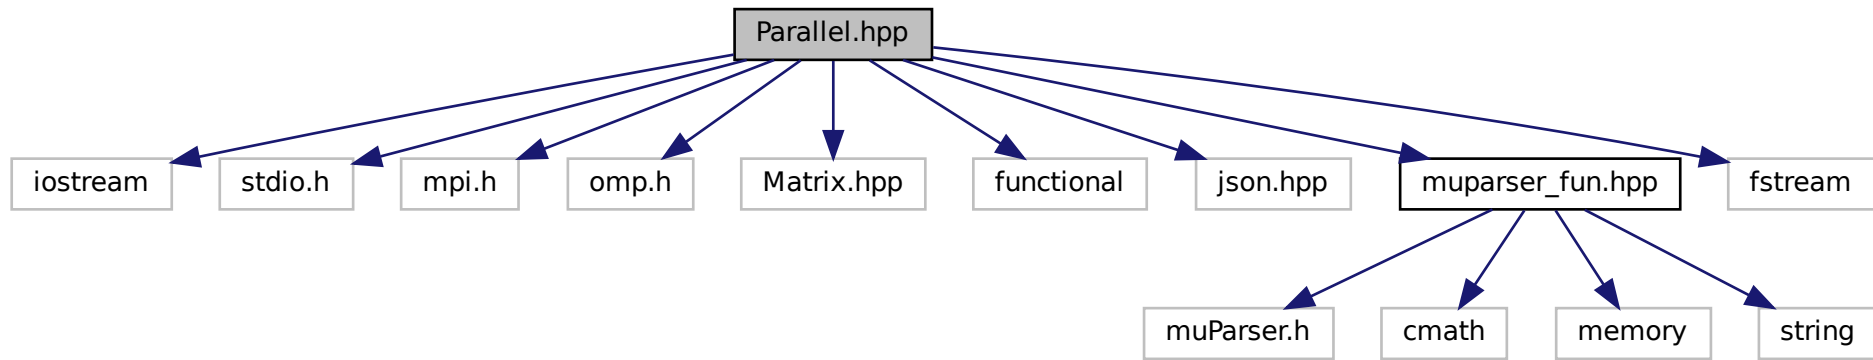 Parallel.hpp
iostream
stdio.h
mpi.h
omp.h
Matrix.hpp
functional
json.hpp
muparser_fun.hpp
fstream
muParser.h
cmath
memory
string